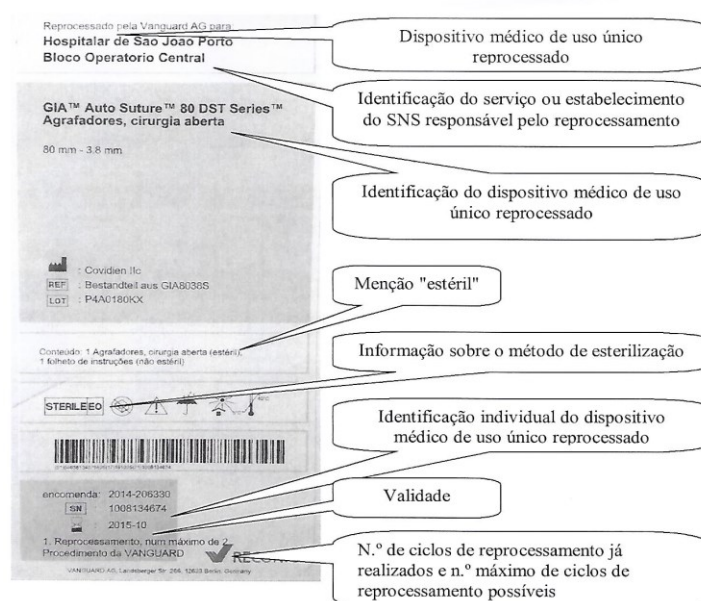 Reprocessado pela Vanguard AG para:
Hospitalar de Sao Joao Porto
Bloco Operatorio Central
GIA™ Auto Suture™ 80 DST Series™
Agrafadores, cirurgia aberta
80 mm - 3.8 mm
: Covidien llc
REF : Bestandteil aus GIA8038S
LOT : P4A0180KX
Conteúdo: 1 Agrafadores, cirurgia aberta (estéril),
1 folheto de instruções (não estéril)
STERILE EO
encomenda: 2014-206330
SN 1008134674
: 2015-10
1. Reprocessamento, num máximo de 2
Procedimento da VANGUARD
VANGUARD AG, Berlin, Germany
Dispositivo médico de uso único
reprocessado
Identificação do serviço ou estabelecimento
do SNS responsável pelo reprocessamento
Identificação do dispositivo médico de uso
único reprocessado
Menção "estéril"
Informação sobre o método de esterilização
Identificação individual do dispositivo
médico de uso único reprocessado
Validade
N.º de ciclos de reprocessamento já
realizados e n.º máximo de ciclos de
reprocessamento possíveis